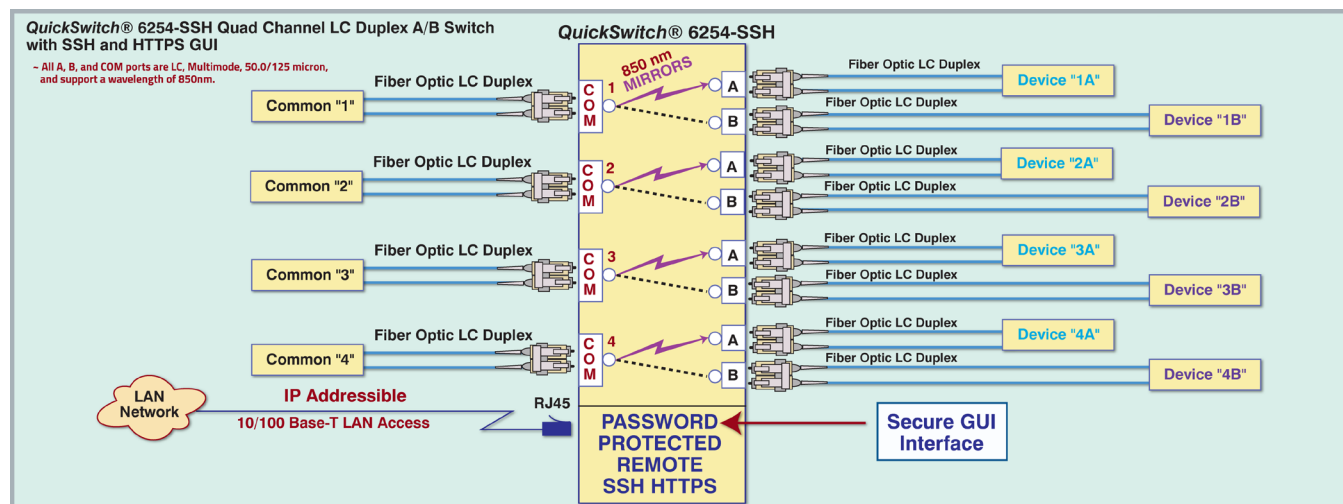 QuickSwitch® 6254-SSH Quad Channel LC Duplex A/B Switch
with SSH and HTTPS GUI
~ All A, B, and COM ports are LC, Multimode, 50.0/125 micron,
and support a wavelength of 850nm.
QuickSwitch® 6254-SSH
850 nm
MIRRORS
Common "1"
Fiber Optic LC Duplex
COM
1
A
B
Fiber Optic LC Duplex
Device "1A"
Fiber Optic LC Duplex
Device "1B"
Common "2"
Fiber Optic LC Duplex
COM
2
A
B
Fiber Optic LC Duplex
Device "2A"
Fiber Optic LC Duplex
Device "2B"
Common "3"
Fiber Optic LC Duplex
COM
3
A
B
Fiber Optic LC Duplex
Device "3A"
Fiber Optic LC Duplex
Device "3B"
Common "4"
Fiber Optic LC Duplex
COM
4
A
B
Fiber Optic LC Duplex
Device "4A"
Fiber Optic LC Duplex
Device "4B"
LAN
Network
IP Addressible
10/100 Base-T LAN Access
RJ45
PASSWORD
PROTECTED
REMOTE
SSH HTTPS
Secure GUI
Interface